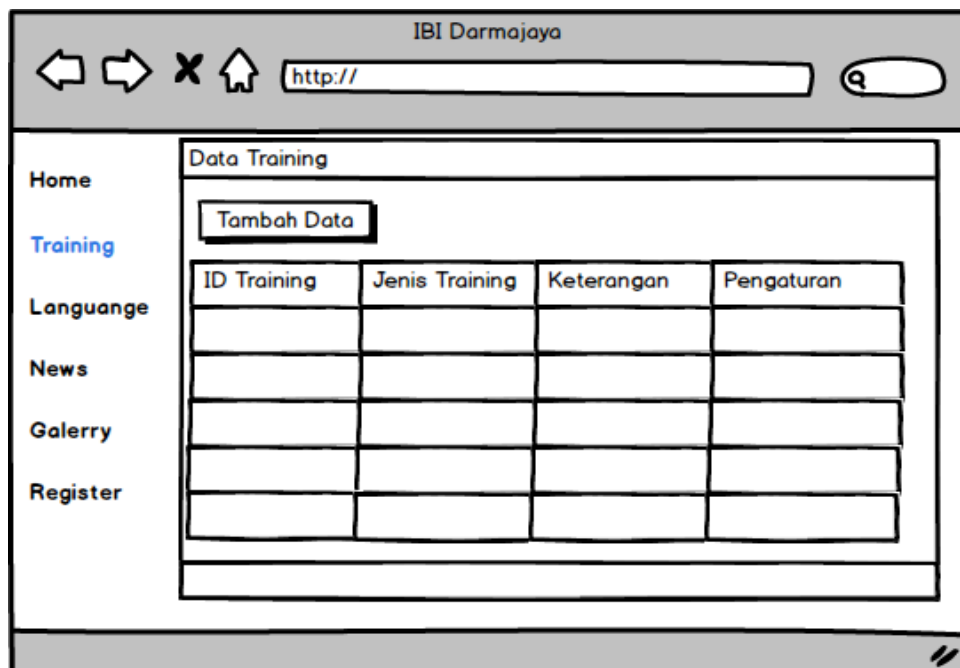 IBI Darmajaya
http://
Home
Training
Languange
News
Galerry
Register
Data Training
Tambah Data
ID Training Jenis Training Keterangan Pengaturan